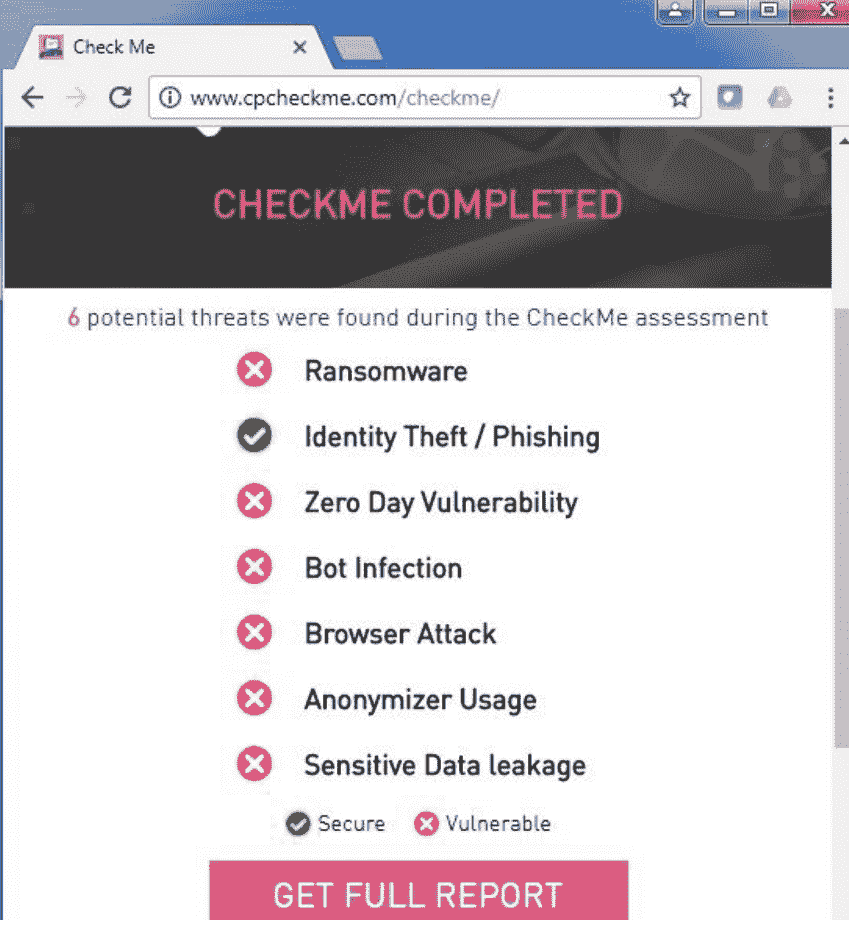 Check Me
www.cpcheckme.com/checkme/
CHECKME COMPLETED
6 potential threats were found during the CheckMe assessment
Ransomware
Identity Theft / Phishing
Zero Day Vulnerability
Bot Infection
Browser Attack
Anonymizer Usage
Sensitive Data leakage
Secure Vulnerable
GET FULL REPORT